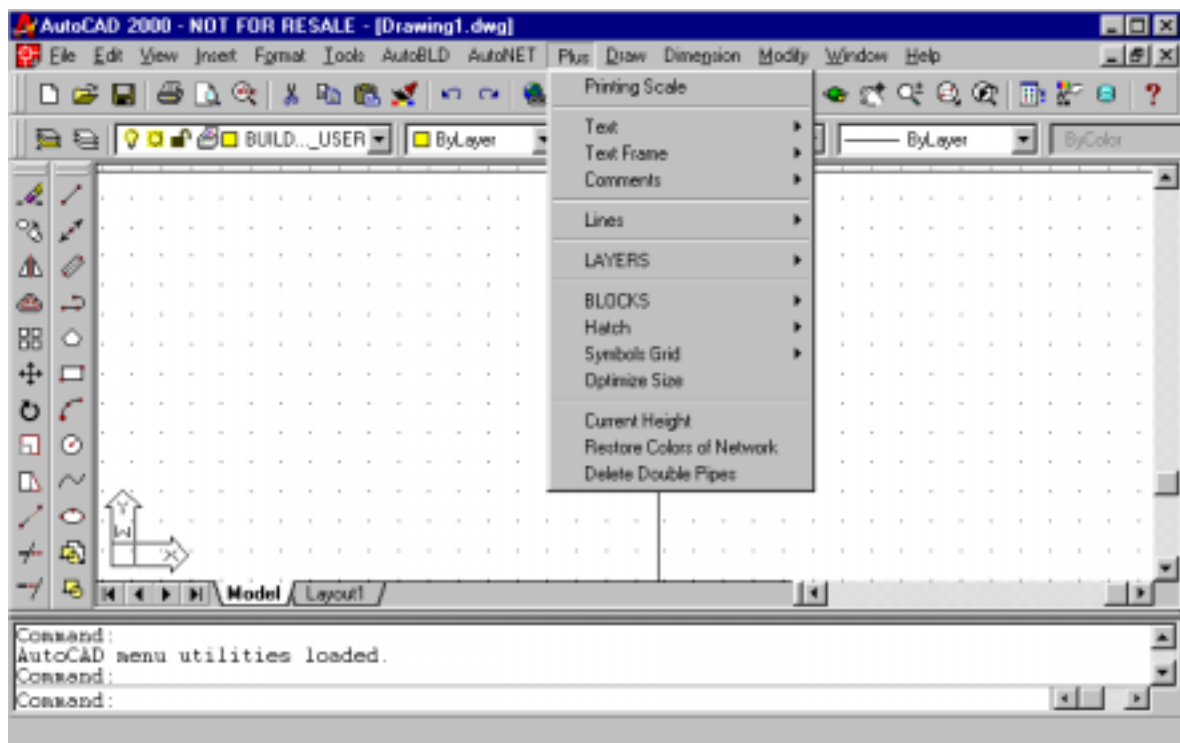 AutoCAD 2000 - NOT FOR RESALE - [Drawing1.dwg]
File Edit View Insert Format Tools AutoBLD AutoNET Plus Draw Dimension Modify Window Help
BUILD..._USER ByLayer ByLayer ByColor
Printing Scale
Text
Text Frame
Comments
Lines
LAYERS
BLOCKS
Hatch
Symbols Grid
Optimize Size
Current Height
Restore Colors of Network
Delete Double Pipes
Y
W
X
Model Layout1
Command:
AutoCAD menu utilities loaded.
Command:
Command: